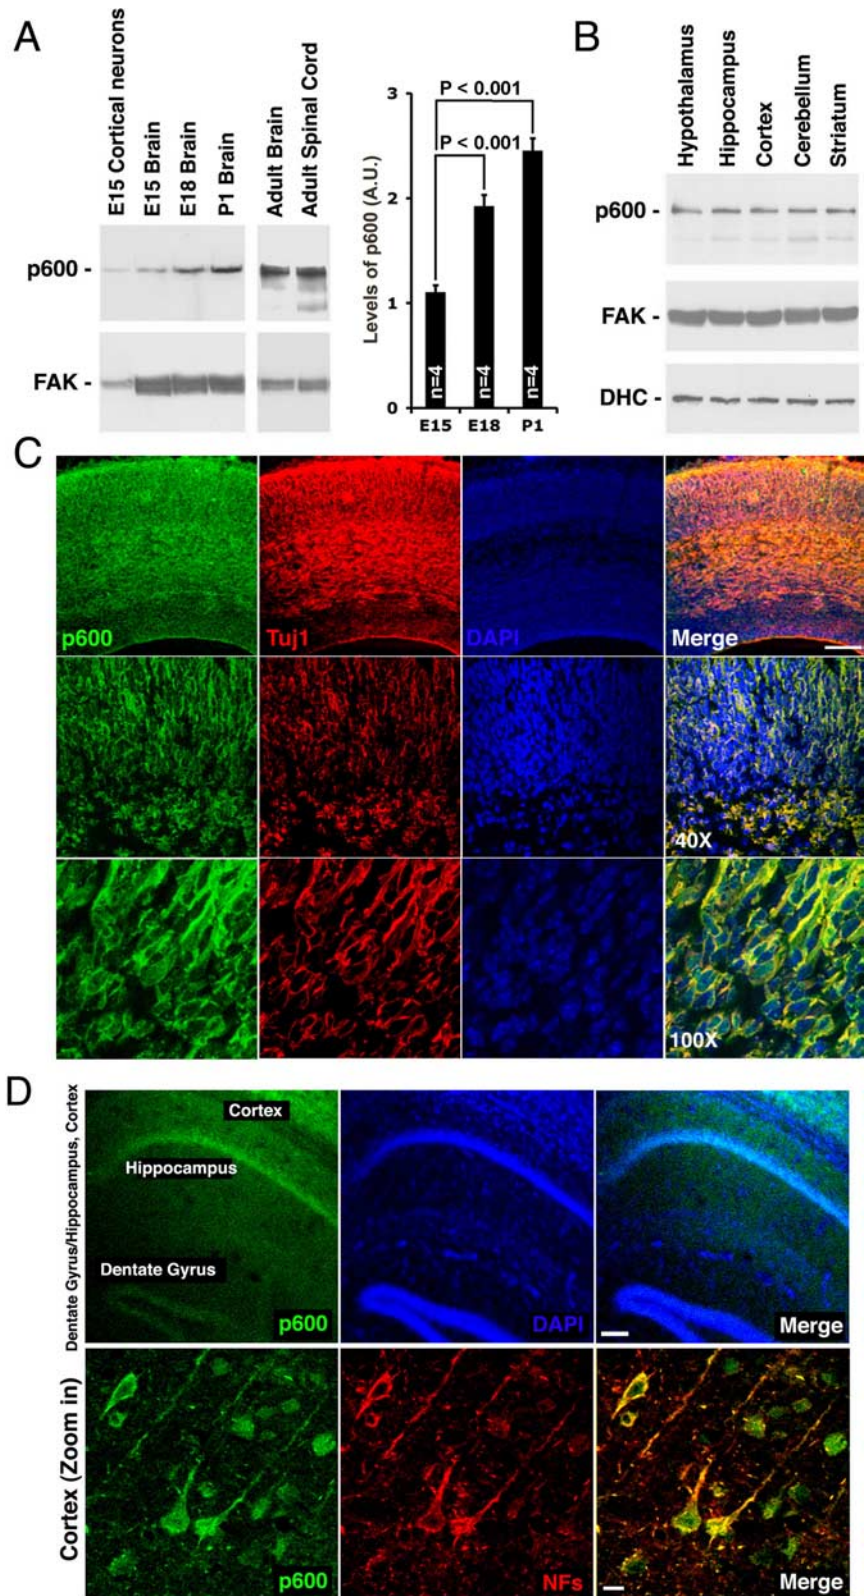 A
E15 Cortical neurons
E15 Brain
E18 Brain
P1 Brain
Adult Brain
Adult Spinal Cord
p600 -
FAK -
Levels of p600 (A.U.)
3
2
1
0
P < 0.001
P < 0.001
n=4
n=4
n=4
E15
E18
P1
B
Hypothalamus
Hippocampus
Cortex
Cerebellum
Striatum
p600 -
FAK -
DHC -
C
p600
Tuj1
DAPI
Merge
40X
100X
D
Dentate Gyrus/Hippocampus, Cortex
Cortex
Hippocampus
Dentate Gyrus
p600
DAPI
Merge
Cortex (Zoom in)
p600
NFs
Merge